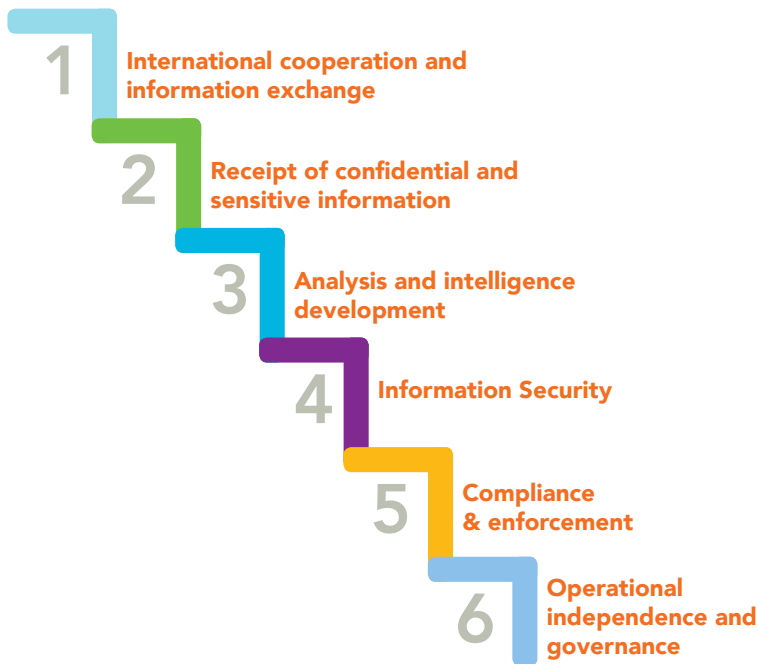 1
International cooperation and
information exchange
2
Receipt of confidential and
sensitive information
3
Analysis and intelligence
development
4
Information Security
5
Compliance
& enforcement
6
Operational
independence and
governance